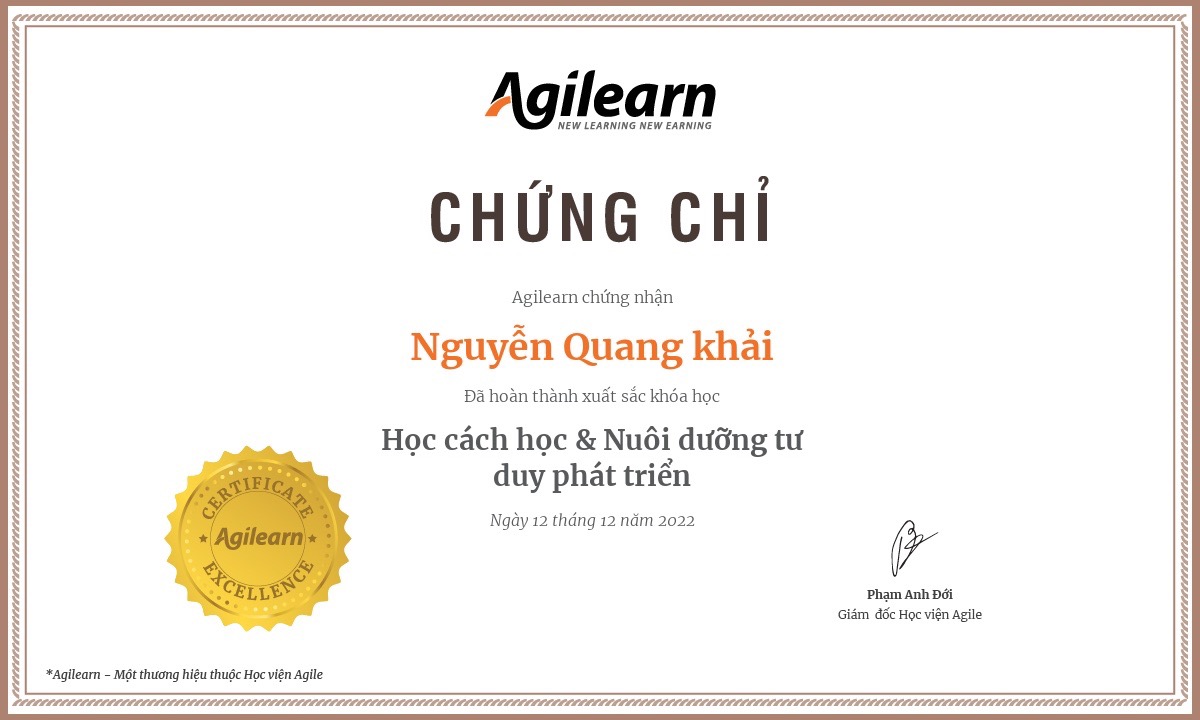 Agilearn
NEW LEARNING NEW EARNING
CHỨNG CHỈ
Agilearn chứng nhận
Nguyễn Quang khải
Đã hoàn thành xuất sắc khóa học
Học cách học & Nuôi dưỡng tư
duy phát triển
Ngày 12 tháng 12 năm 2022
CERTIFICATE
Agilearn
EXCELLENCE
Phạm Anh Đới
Giám đốc Học viện Agile
*Agilearn – Một thương hiệu thuộc Học viện Agile